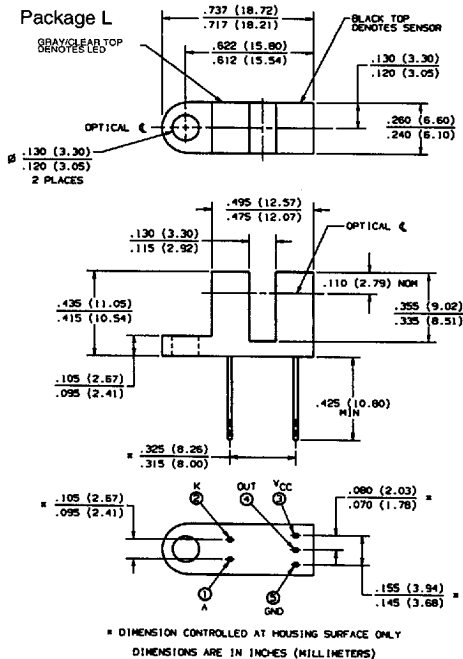 Package L
.737 (18.72)
.717 (18.21)
BLACK TOP
DENOTES SENSOR
GRAY/CLEAR TOP
DENOTES LED
.622 (15.80)
.612 (15.54)
.130 (3.30)
.120 (3.05)
OPTICAL ℄
.260 (6.60)
.240 (6.10)
Ø .130 (3.30)
.120 (3.05)
2 PLACES
.495 (12.57)
.475 (12.07)
.130 (3.30)
.115 (2.92)
OPTICAL ℄
.110 (2.79) NOM
.435 (11.05)
.415 (10.54)
.355 (9.02)
.335 (8.51)
.105 (2.67)
.095 (2.41)
.425 (10.80)
MIN
* .325 (8.26)
.315 (8.00)
* .105 (2.67)
.095 (2.41)
K
2
OUT
4
VCC
3
.080 (2.03) *
.070 (1.78)
1
A
5
GND
.155 (3.94) *
.145 (3.68)
* DIMENSION CONTROLLED AT HOUSING SURFACE ONLY
DIMENSIONS ARE IN INCHES (MILLIMETERS)